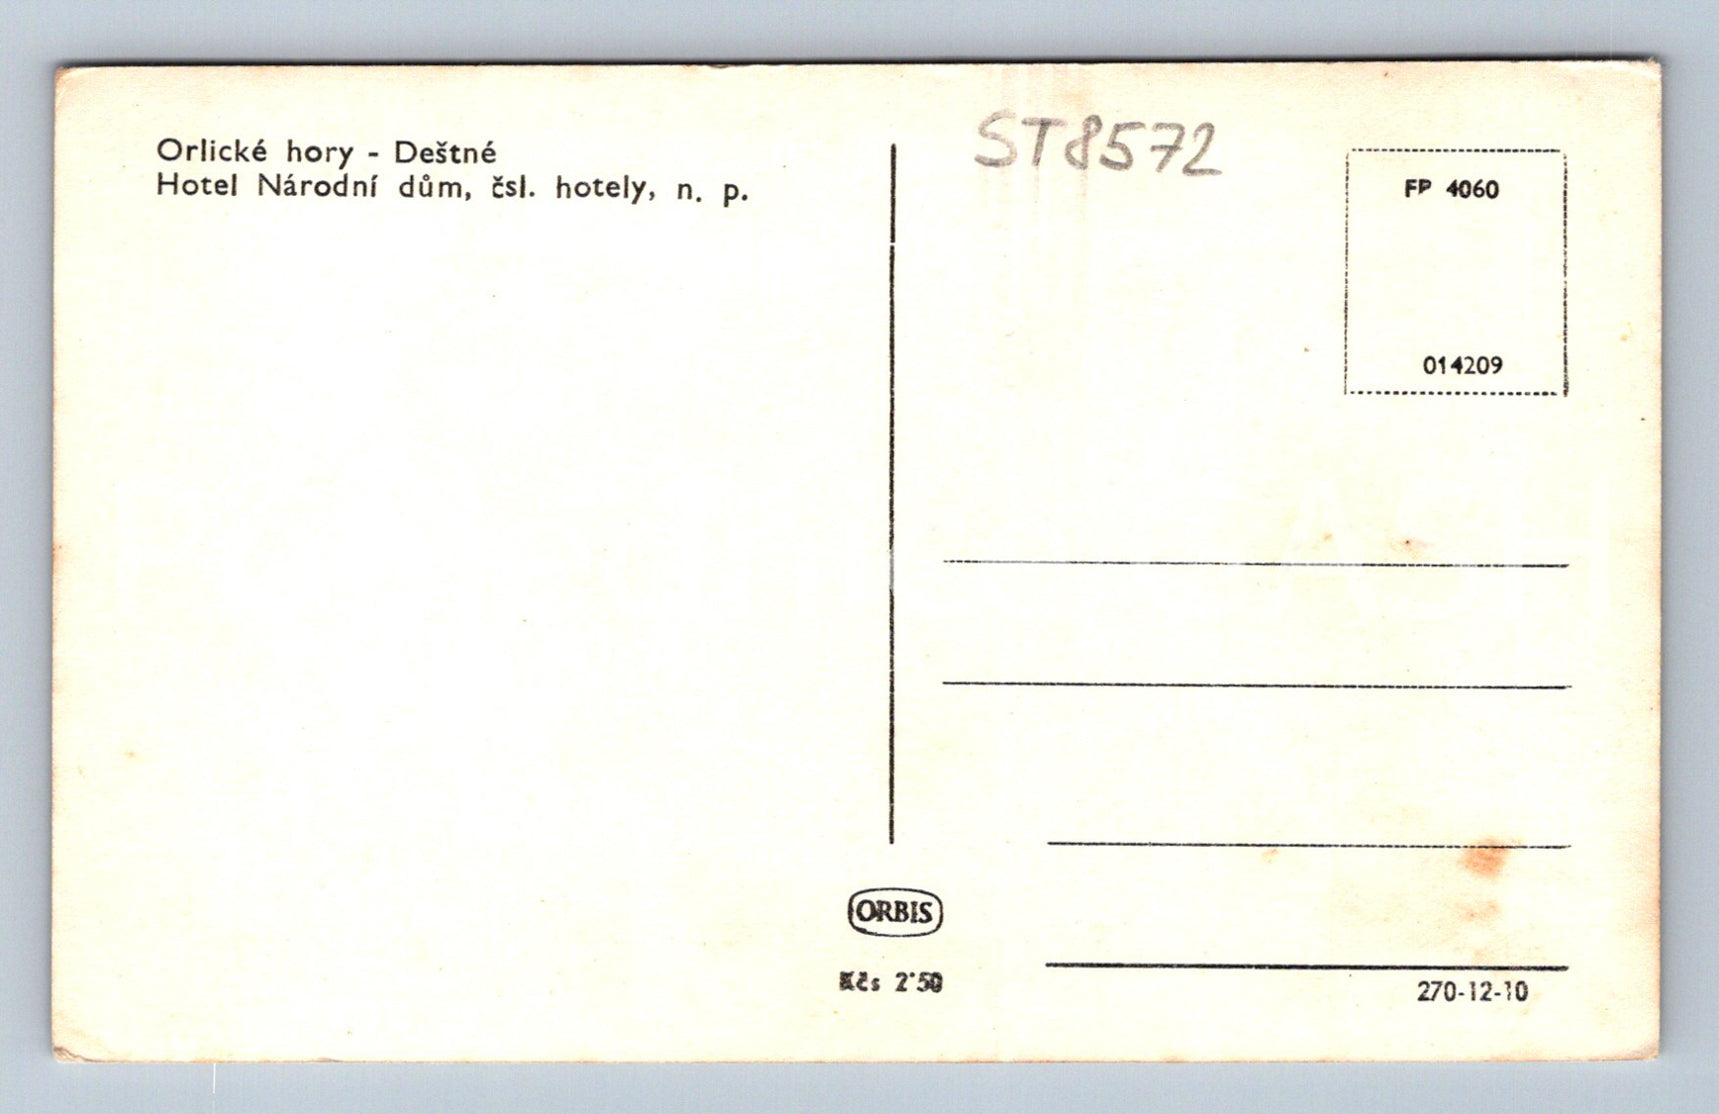 Orlické hory - Deštné
Hotel Národní dům, čsl. hotely, n. p.
ST8572
FP 4060
014209
ORBIS
Kčs 2'50
270-12-10